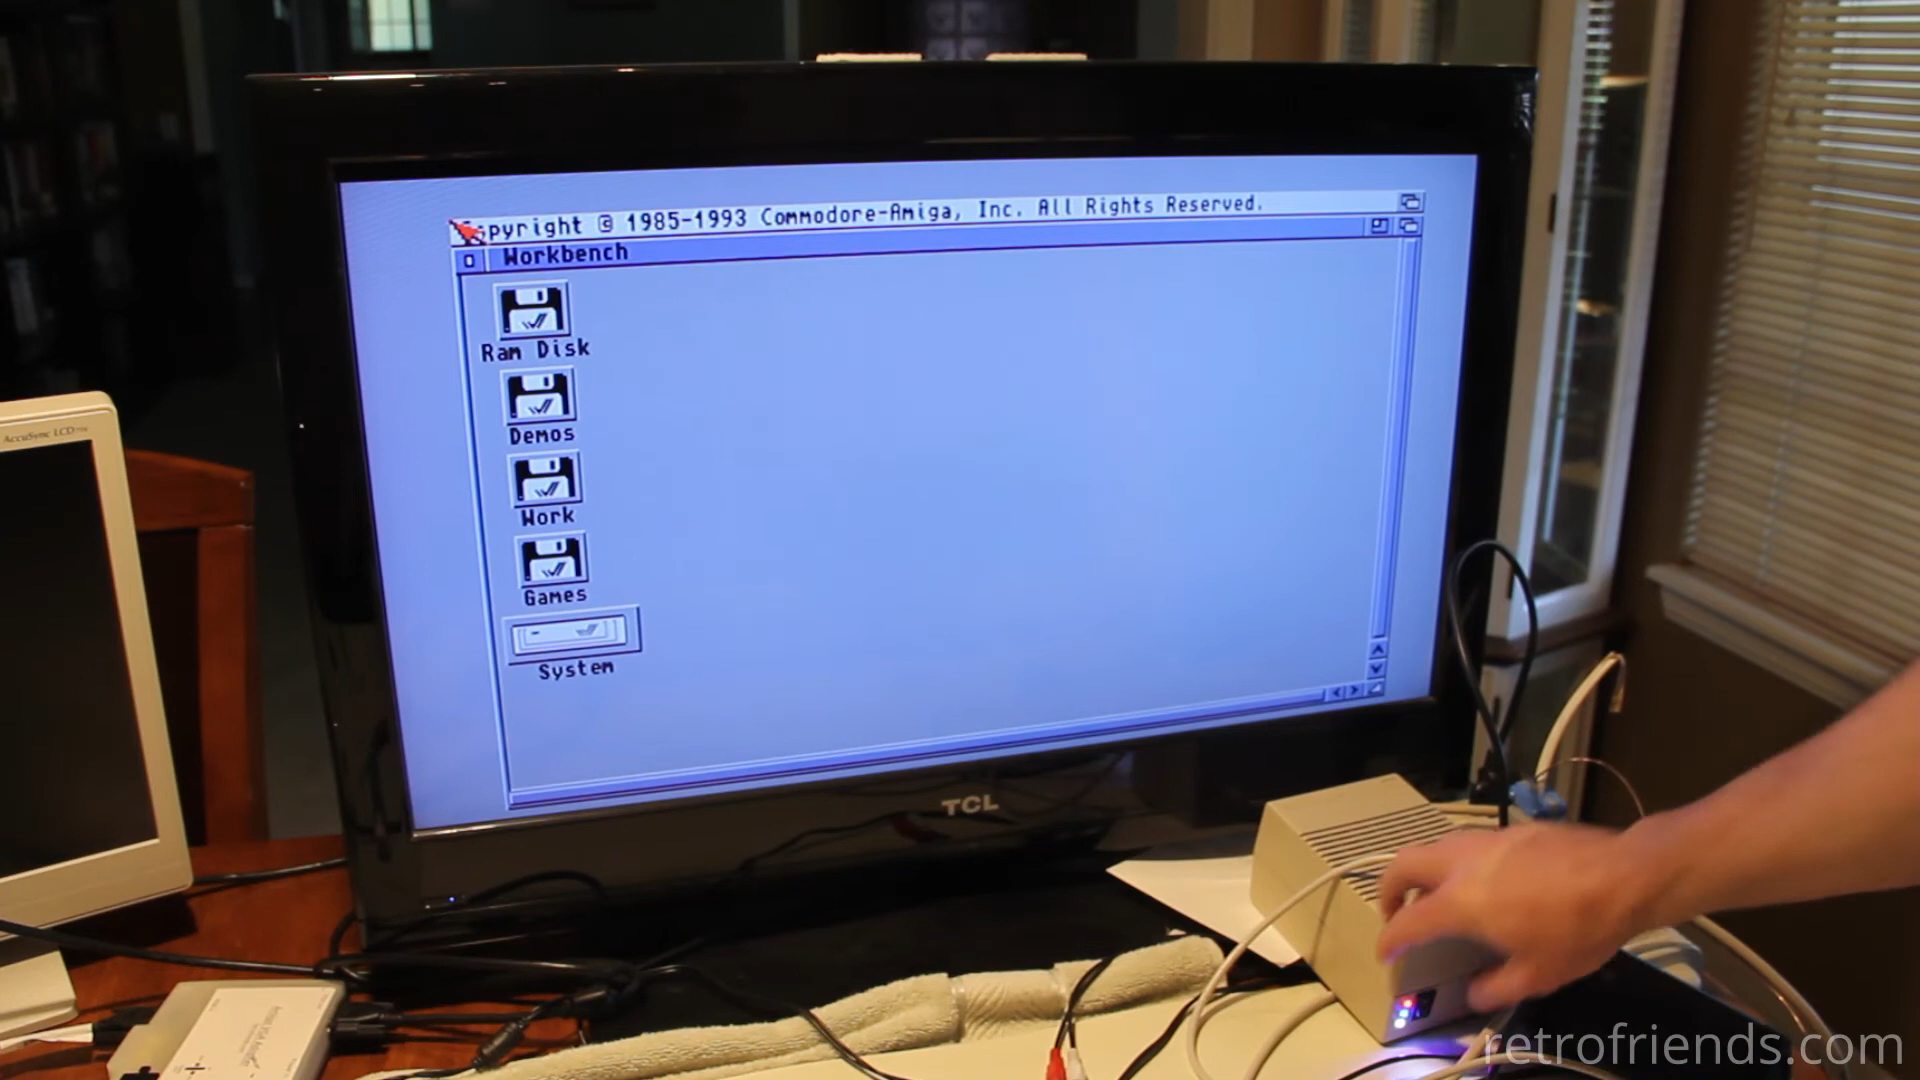 AccuSync LCD
pyright © 1985-1993 Commodore-Amiga, Inc. All Rights Reserved.
Workbench
Ram Disk
Demos
Work
Games
System
TCL
retrofriends.com